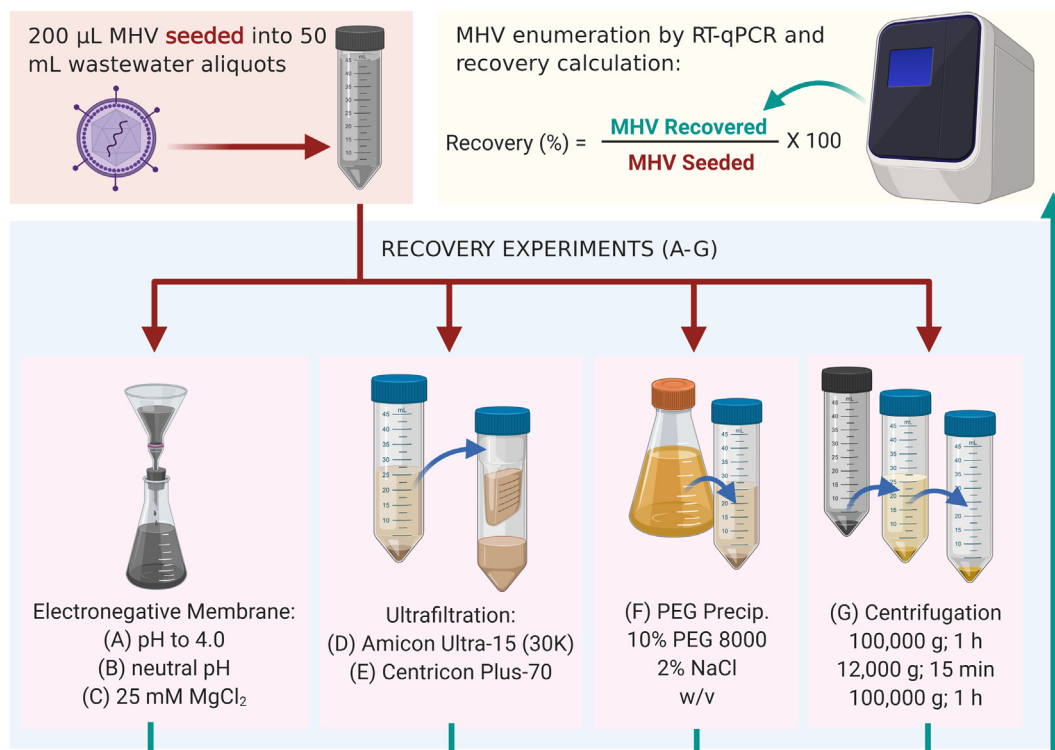 200 µL MHV seeded into 50
mL wastewater aliquots
MHV enumeration by RT-qPCR and
recovery calculation:
Recovery (%) = MHV Recovered / MHV Seeded X 100
RECOVERY EXPERIMENTS (A-G)
Electronegative Membrane:
(A) pH to 4.0
(B) neutral pH
(C) 25 mM MgCl₂
Ultrafiltration:
(D) Amicon Ultra-15 (30K)
(E) Centricon Plus-70
(F) PEG Precip.
10% PEG 8000
2% NaCl
w/v
(G) Centrifugation
100,000 g; 1 h
12,000 g; 15 min
100,000 g; 1 h